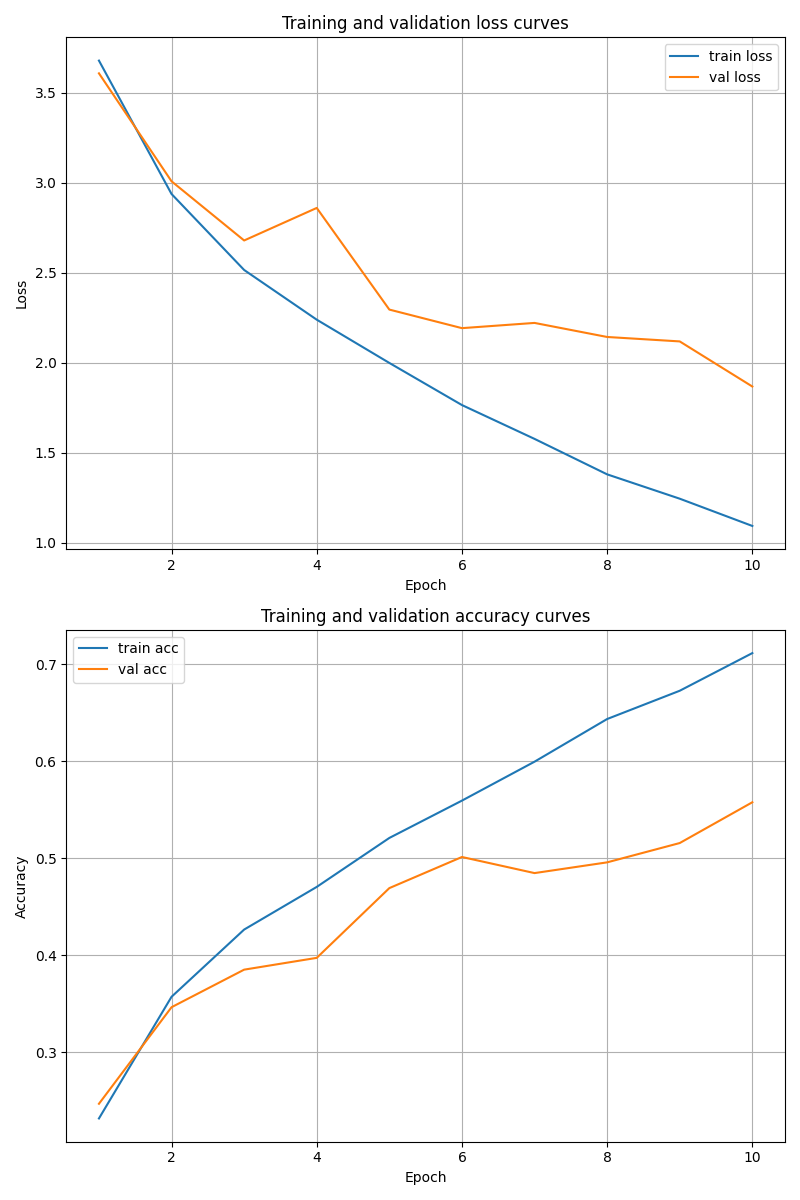 Training and validation loss curves
train loss
val loss
3.5
3.0
2.5
2.0
1.5
1.0
Loss
2 4 6 8 10
Epoch
Training and validation accuracy curves
train acc
val acc
0.7
0.6
0.5
0.4
0.3
Accuracy
2 4 6 8 10
Epoch